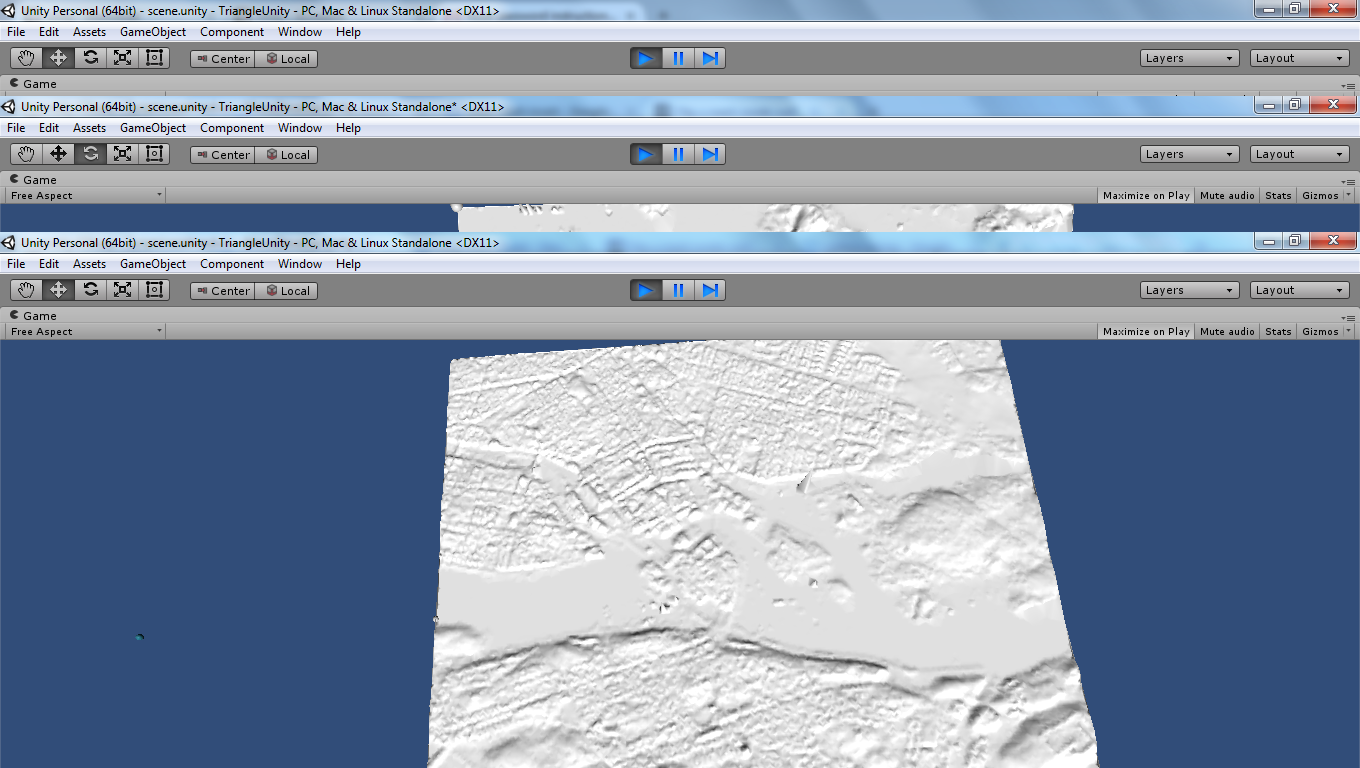 Unity Personal (64bit) - scene.unity - TriangleUnity - PC, Mac & Linux Standalone <DX11>
File Edit Assets GameObject Component Window Help
Center Local Layers Layout
Game
Unity Personal (64bit) - scene.unity - TriangleUnity - PC, Mac & Linux Standalone* <DX11>
File Edit Assets GameObject Component Window Help
Center Local Layers Layout
Game
Free Aspect Maximize on Play Mute audio Stats Gizmos
Unity Personal (64bit) - scene.unity - TriangleUnity - PC, Mac & Linux Standalone <DX11>
File Edit Assets GameObject Component Window Help
Center Local Layers Layout
Game
Free Aspect Maximize on Play Mute audio Stats Gizmos